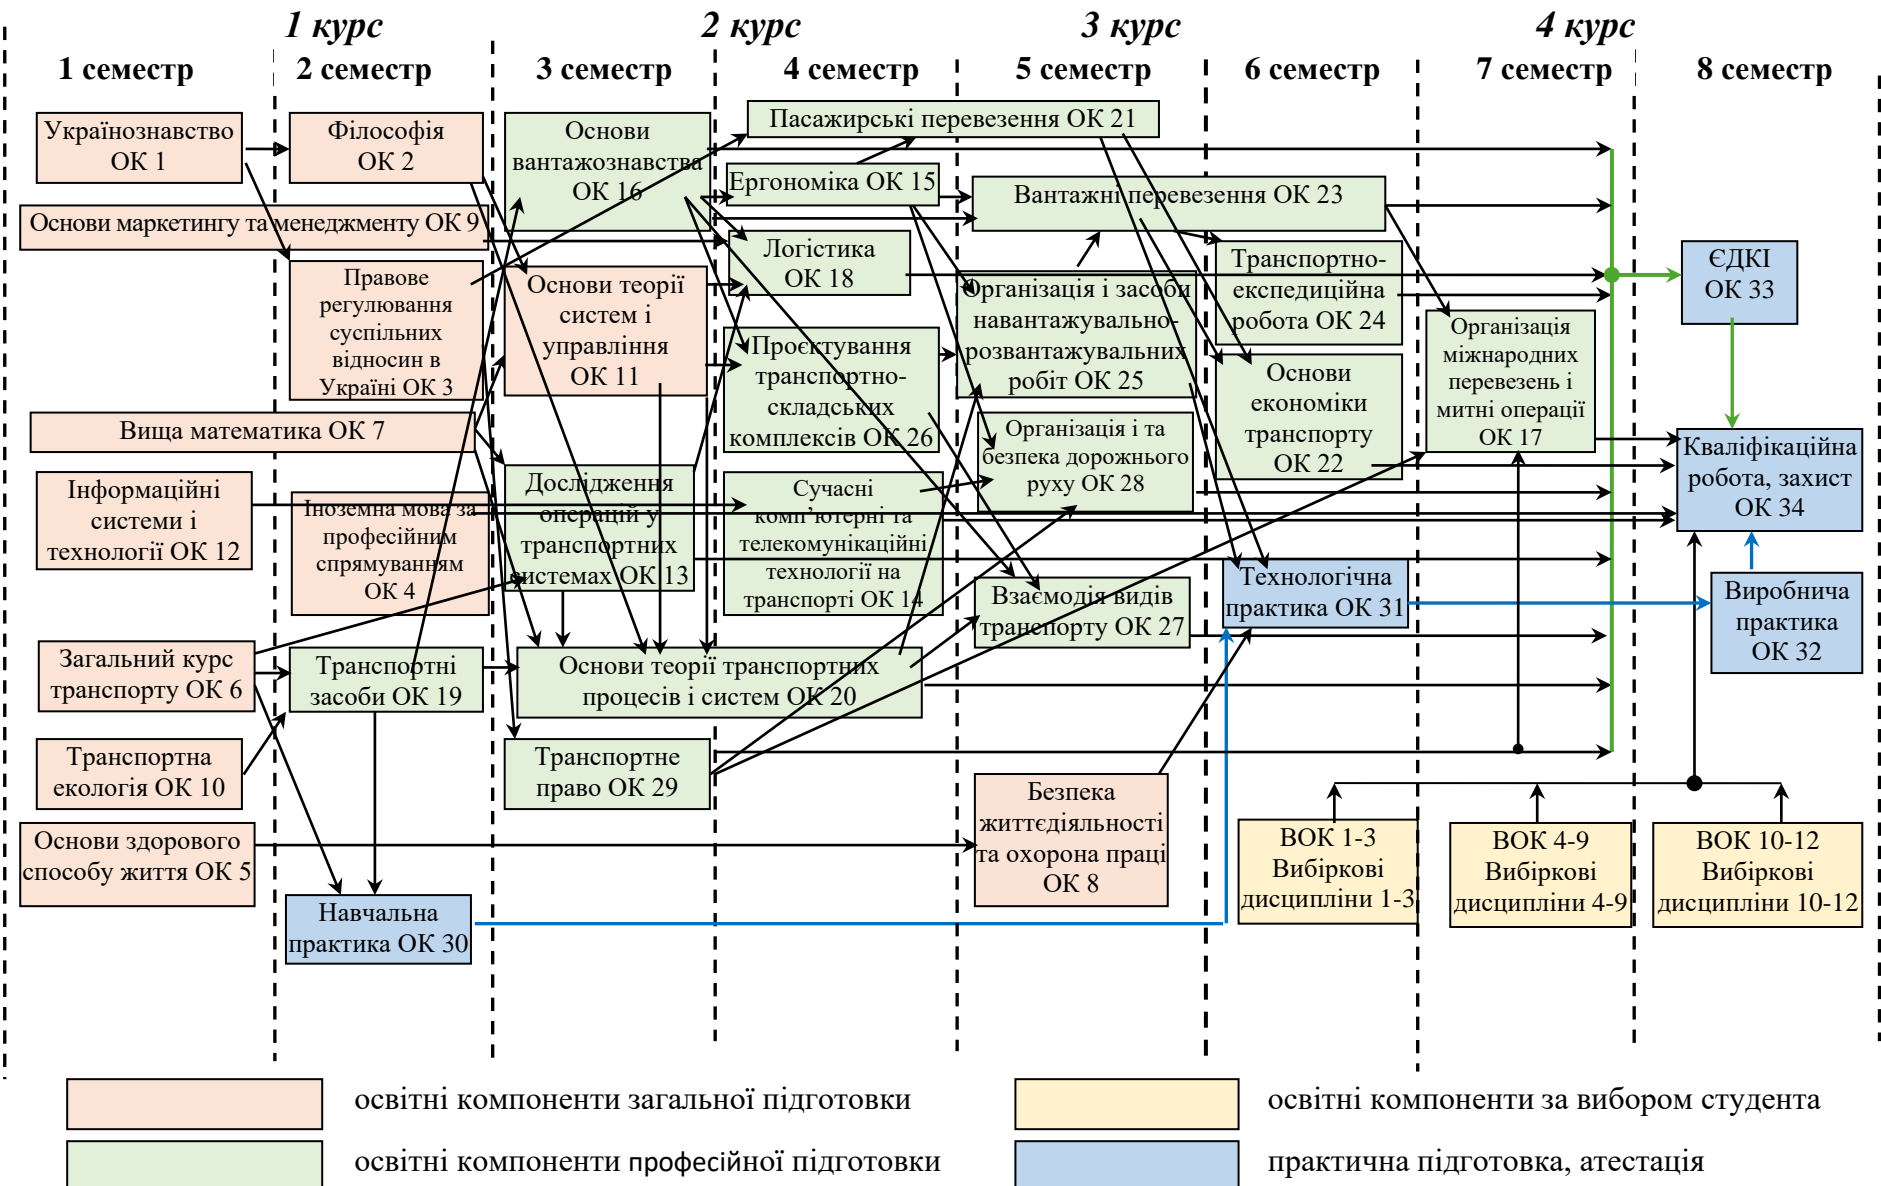 1 курс
2 курс
3 курс
4 курс
1 семестр
2 семестр
3 семестр
4 семестр
5 семестр
6 семестр
7 семестр
8 семестр
Українознавство
ОК 1
Основи маркетингу та менеджменту ОК 9
Вища математика ОК 7
Інформаційні
системи і
технології ОК 12
Загальний курс
транспорту ОК 6
Транспортна
екологія ОК 10
Основи здорового
способу життя ОК 5
Філософія
ОК 2
Правове
регулювання
суспільних
відносин в
Україні ОК 3
Іноземна мова за
професійним
спрямуванням
ОК 4
Транспортні
засоби ОК 19
Навчальна
практика ОК 30
Основи
вантажознавства
ОК 16
Основи теорії
систем і
управління
ОК 11
Дослідження
операцій у
транспортних
системах ОК 13
Основи теорії транспортних
процесів і систем ОК 20
Транспортне
право ОК 29
Пасажирські перевезення ОК 21
Ергономіка ОК 15
Логістика
ОК 18
Проєктування
транспортно-
складських
комплексів ОК 26
Сучасні
комп’ютерні та
телекомунікаційні
технології на
транспорті ОК 14
Вантажні перевезення ОК 23
Організація і засоби
навантажувально-
розвантажувальних
робіт ОК 25
Організація і та
безпека дорожнього
руху ОК 28
Взаємодія видів
транспорту ОК 27
Безпека
життєдіяльності
та охорона праці
ОК 8
Транспортно-
експедиційна
робота ОК 24
Основи
економіки
транспорту
ОК 22
Технологічна
практика ОК 31
ВОК 1-3
Вибіркові
дисципліни 1-3
Організація
міжнародних
перевезень і
митні операції
ОК 17
ВОК 4-9
Вибіркові
дисципліни 4-9
ЄДКІ
ОК 33
Кваліфікаційна
робота, захист
ОК 34
Виробнича
практика
ОК 32
ВОК 10-12
Вибіркові
дисципліни 10-12
освітні компоненти загальної підготовки
освітні компоненти за вибором студента
освітні компоненти професійної підготовки
практична підготовка, атестація